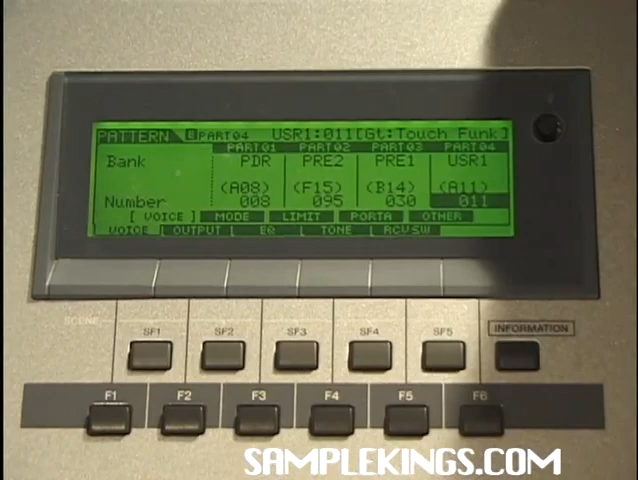 PATTERN PART04 USR1:011[Gt:Touch Funk]
PART01 PART02 PART03 PART04
Bank PDR PRE2 PRE1 USR1
(A08) (F15) (B14) (A11)
Number 008 095 030 011
[ VOICE ] MODE LIMIT PORTA OTHER
VOICE OUTPUT EQ TONE RCVSW
SCENE SF1 SF2 SF3 SF4 SF5 INFORMATION
F1 F2 F3 F4 F5 F6
SAMPLEKINGS.COM